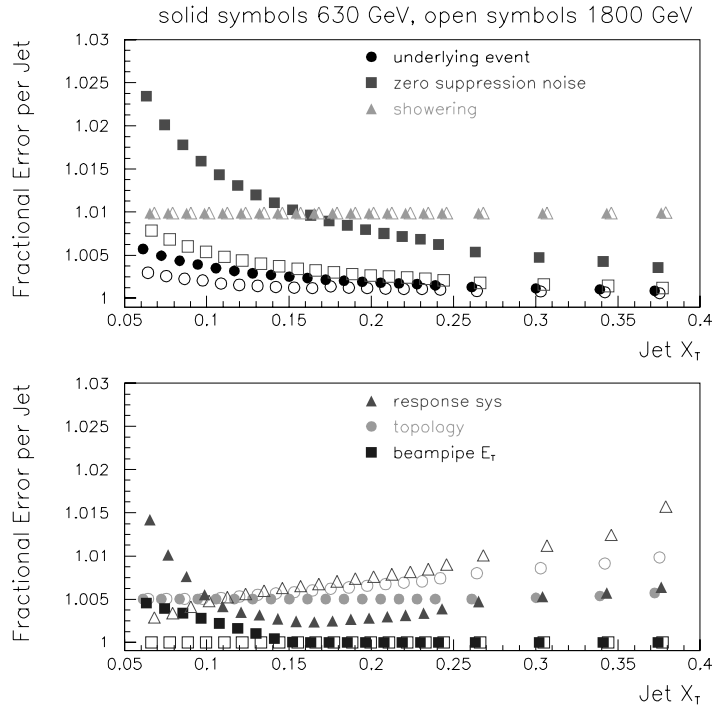 solid symbols 630 GeV, open symbols 1800 GeV
Fractional Error per Jet
1.03
1.025
1.02
1.015
1.01
1.005
1
underlying event
zero suppression noise
showering
0.05 0.1 0.15 0.2 0.25 0.3 0.35 0.4
Jet X_T
Fractional Error per Jet
1.03
1.025
1.02
1.015
1.01
1.005
1
response sys
topology
beampipe E_T
0.05 0.1 0.15 0.2 0.25 0.3 0.35 0.4
Jet X_T